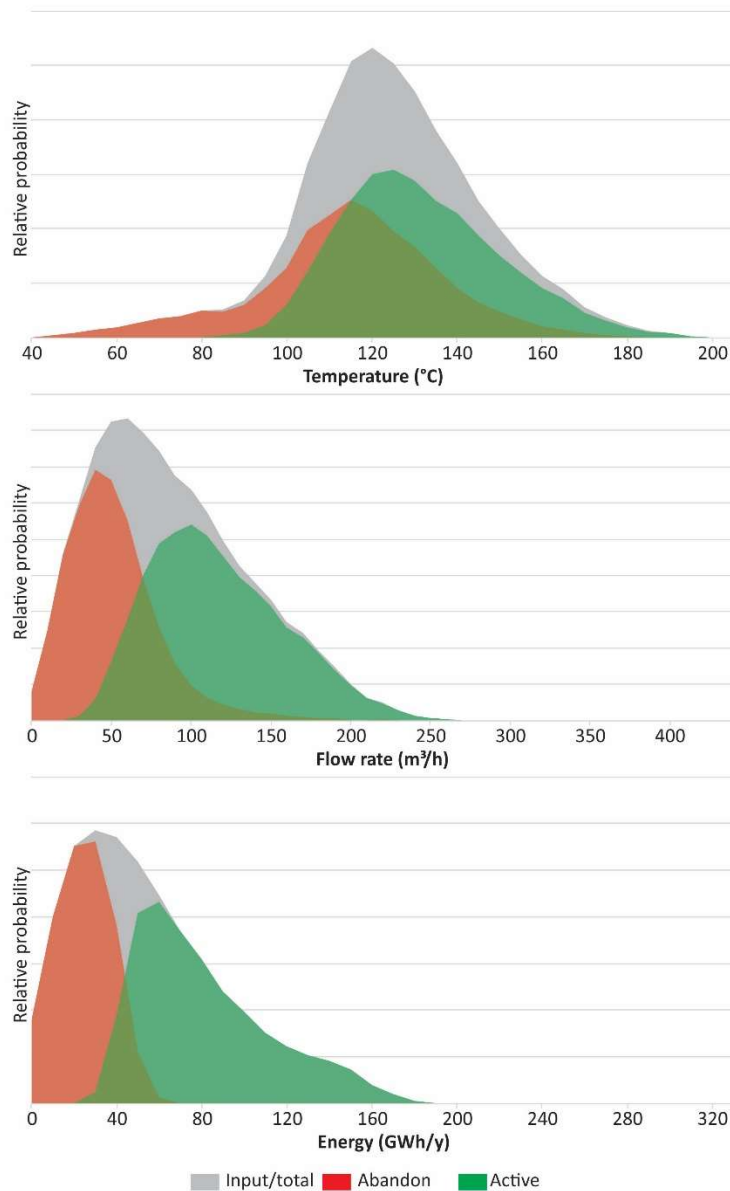 Relative probability
40 60 80 100 120 140 160 180 200
Temperature (°C)
Relative probability
0 50 100 150 200 250 300 350 400
Flow rate (m³/h)
Relative probability
0 40 80 120 160 200 240 280 320
Energy (GWh/y)
Input/total Abandon Active